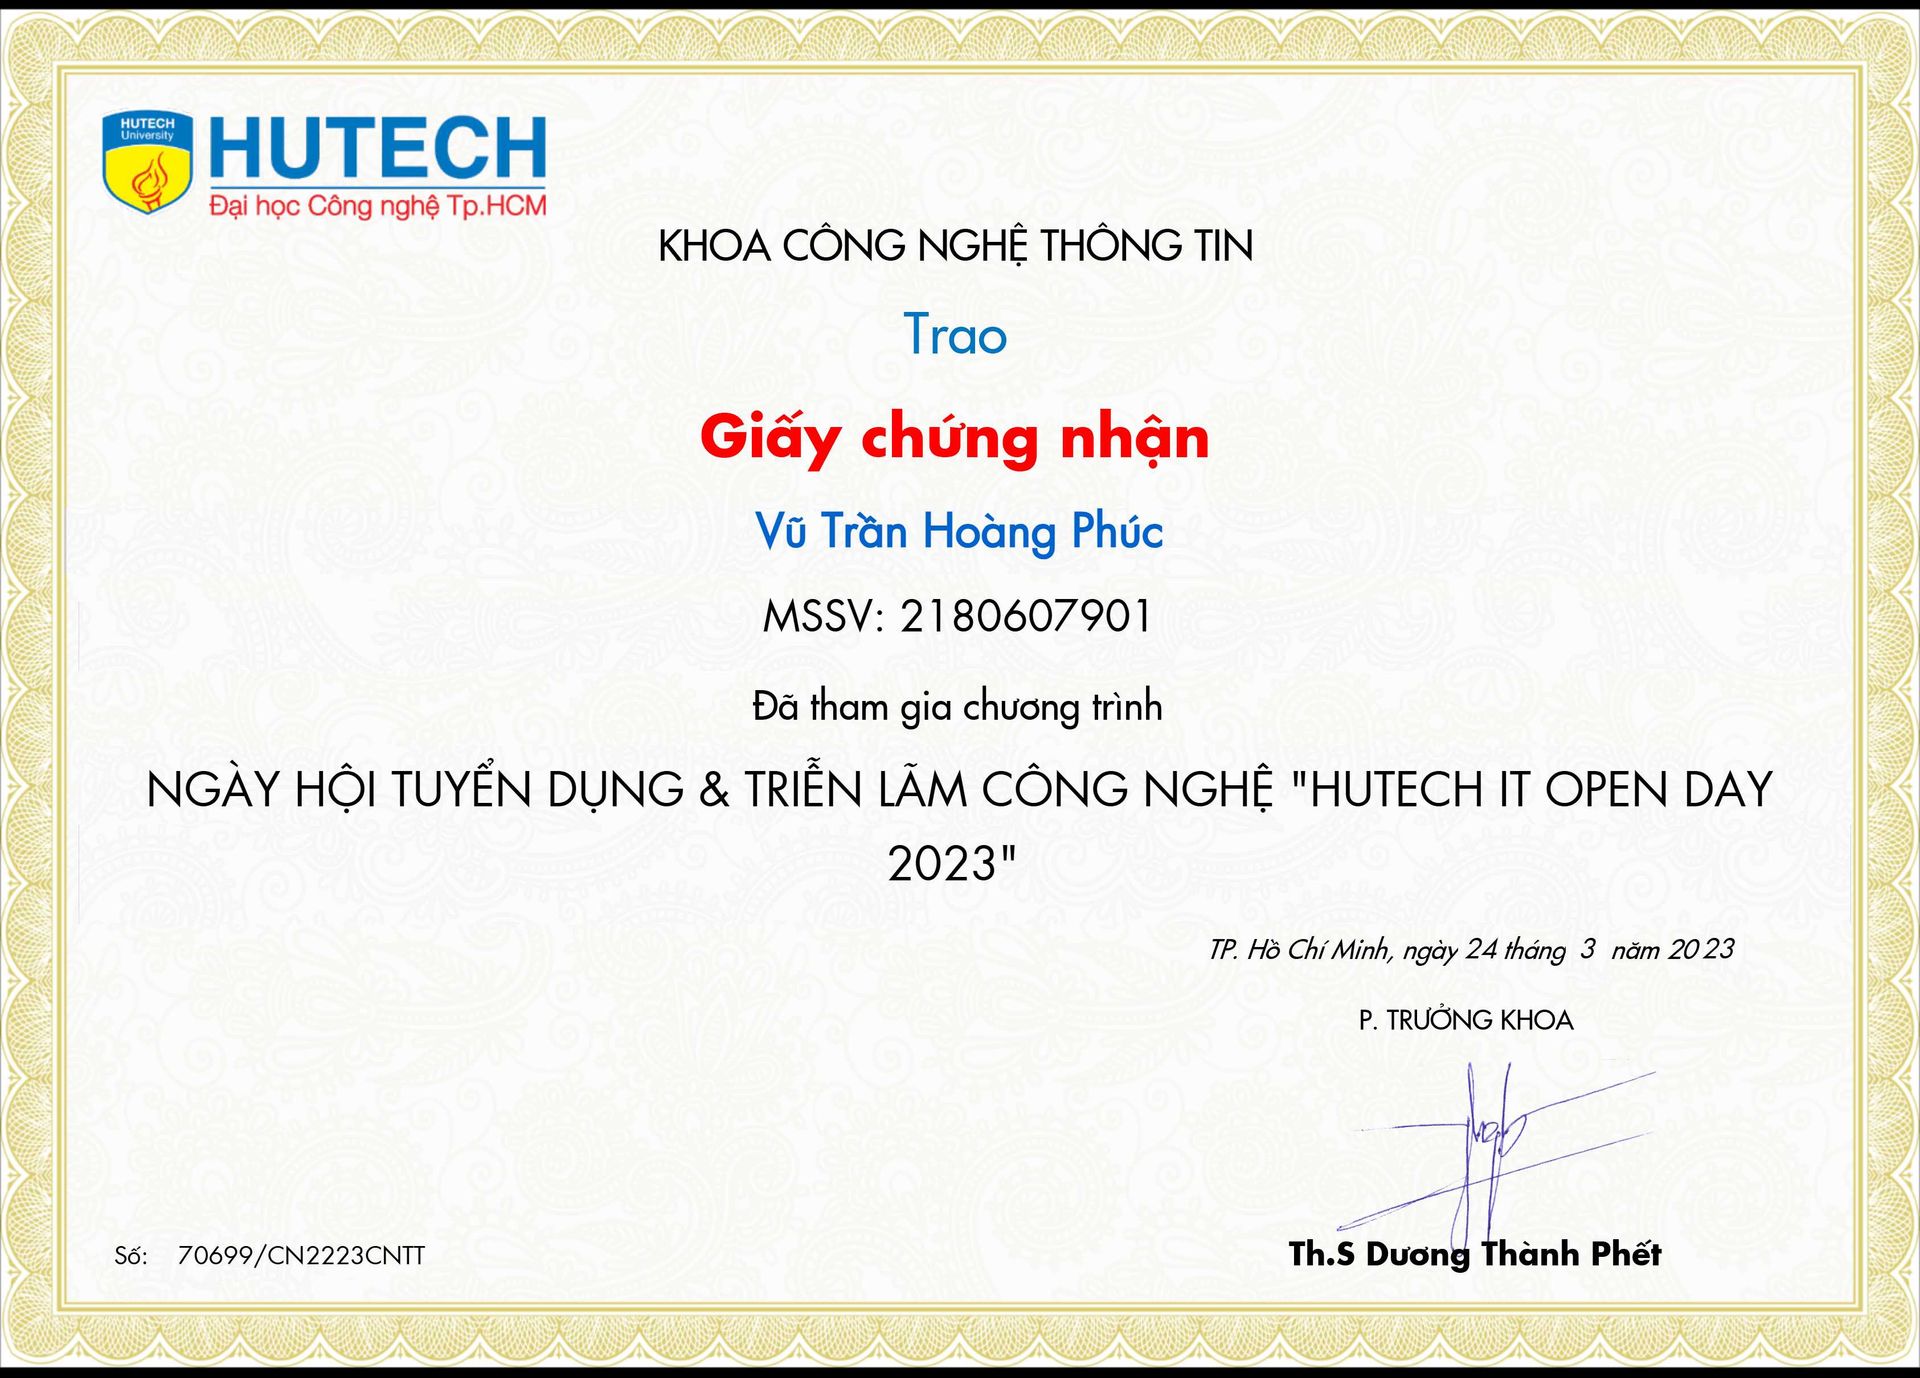 HUTECH
University
HUTECH
Đại học Công nghệ Tp.HCM
KHOA CÔNG NGHỆ THÔNG TIN
Trao
Giấy chứng nhận
Vũ Trần Hoàng Phúc
MSSV: 2180607901
Đã tham gia chương trình
NGÀY HỘI TUYỂN DỤNG & TRIỄN LÃM CÔNG NGHỆ "HUTECH IT OPEN DAY
2023"
TP. Hồ Chí Minh, ngày 24 tháng 3 năm 2023
P. TRƯỞNG KHOA
Th.S Dương Thành Phết
Số: 70699/CN2223CNTT